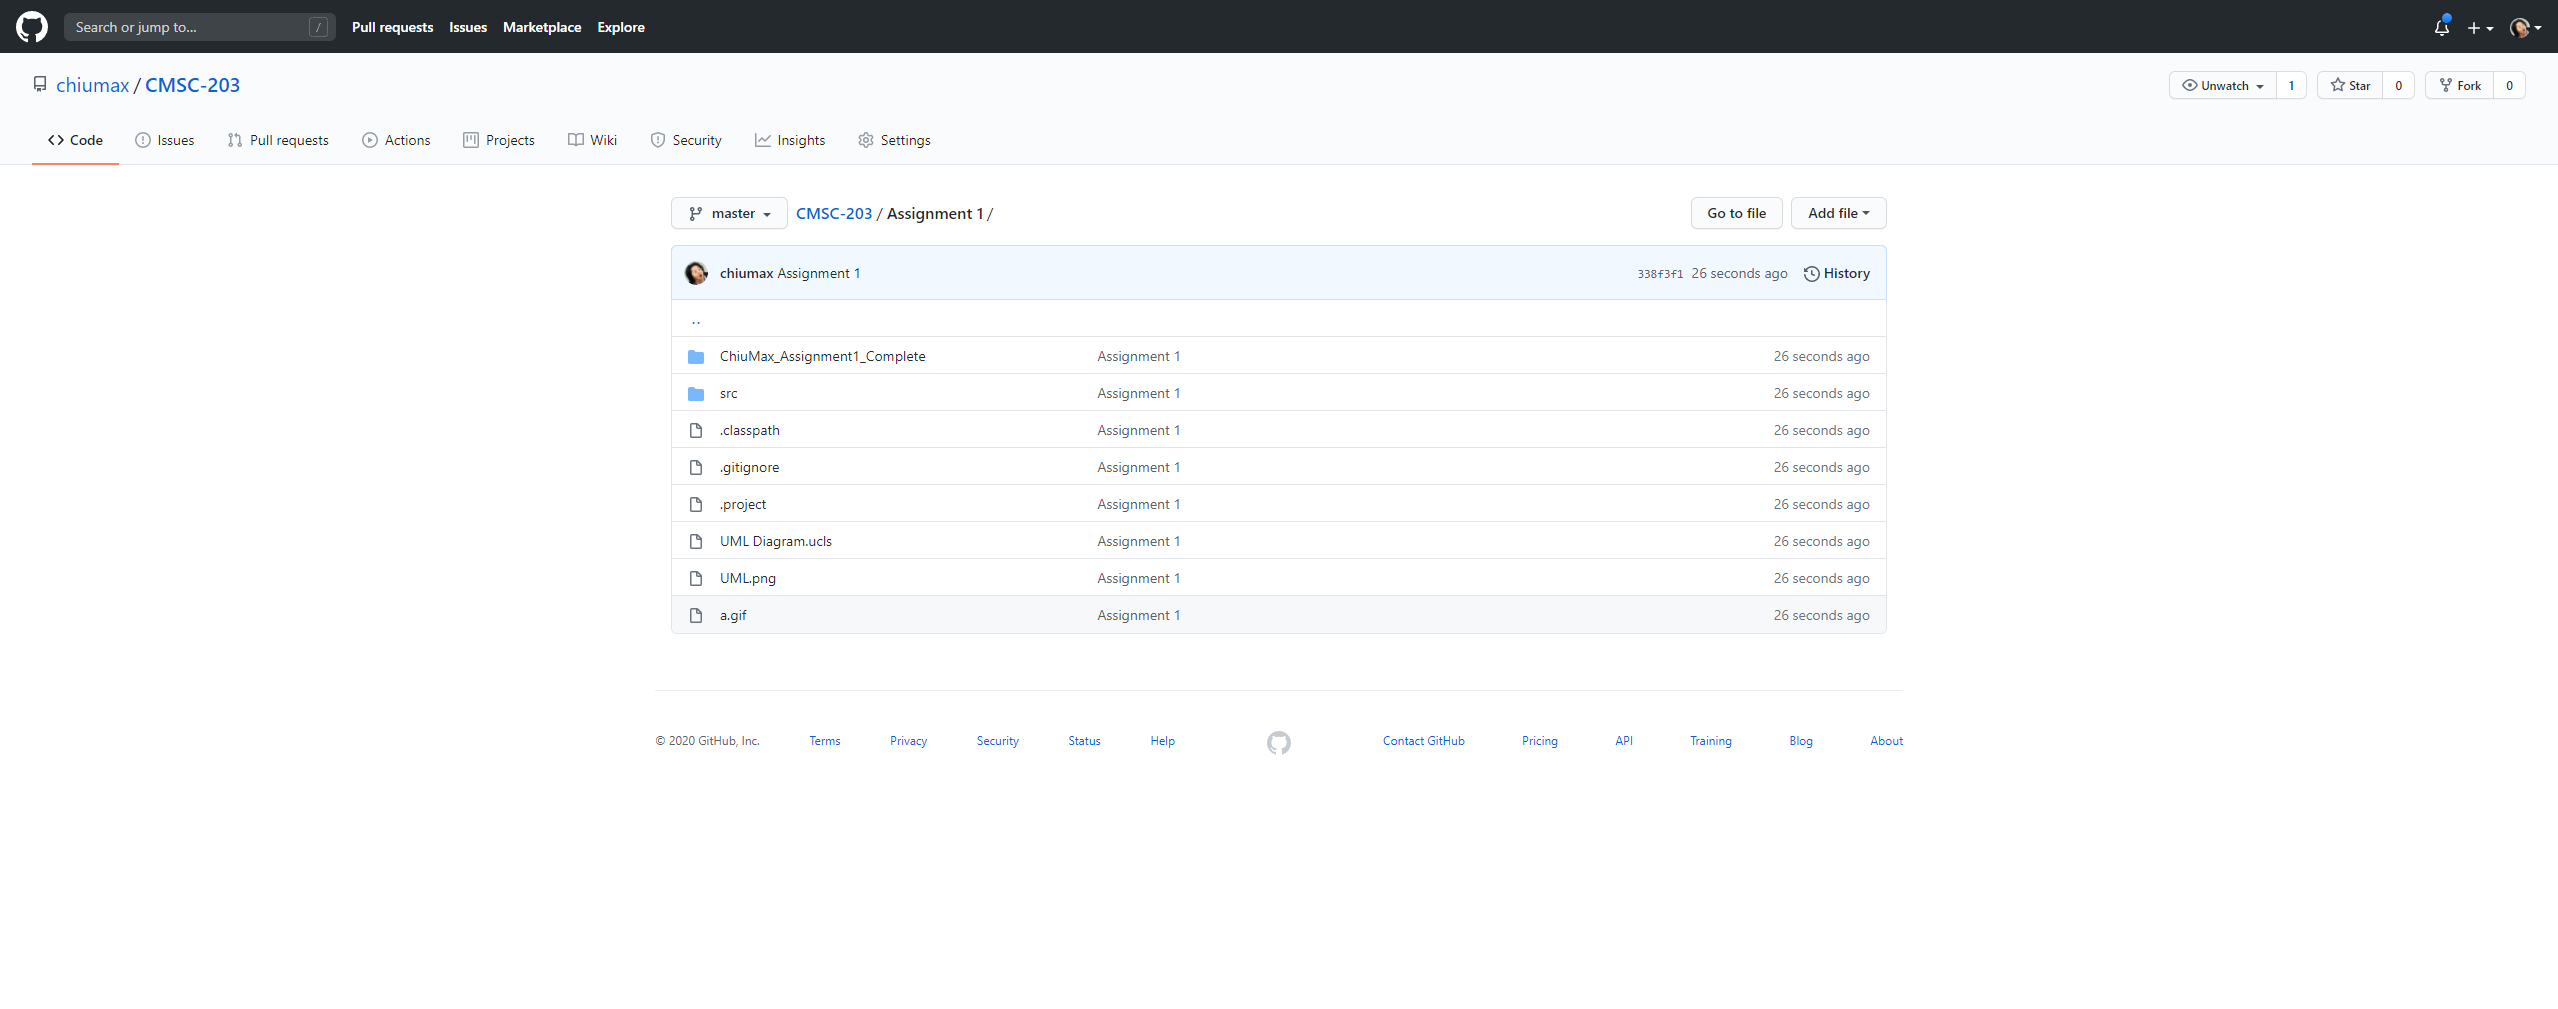 Search or jump to... / Pull requests Issues Marketplace Explore
chiumax / CMSC-203 Unwatch 1 Star 0 Fork 0
Code Issues Pull requests Actions Projects Wiki Security Insights Settings
master CMSC-203 / Assignment 1 / Go to file Add file
chiumax Assignment 1 338f3f1 26 seconds ago History
..
ChiuMax_Assignment1_Complete Assignment 1 26 seconds ago
src Assignment 1 26 seconds ago
.classpath Assignment 1 26 seconds ago
.gitignore Assignment 1 26 seconds ago
.project Assignment 1 26 seconds ago
UML Diagram.ucls Assignment 1 26 seconds ago
UML.png Assignment 1 26 seconds ago
a.gif Assignment 1 26 seconds ago
© 2020 GitHub, Inc. Terms Privacy Security Status Help Contact GitHub Pricing API Training Blog About